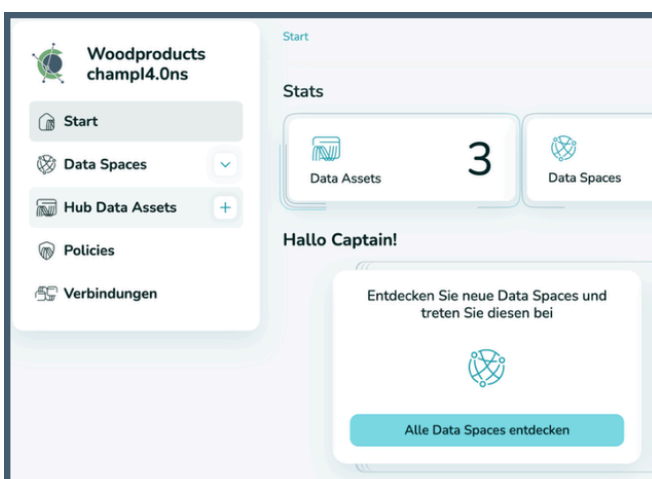 Woodproducts
champI4.0ns
Start
Data Spaces
Hub Data Assets
Policies
Verbindungen
Start
Stats
Data Assets
3
Data Spaces
Hallo Captain!
Entdecken Sie neue Data Spaces und
treten Sie diesen bei
Alle Data Spaces entdecken